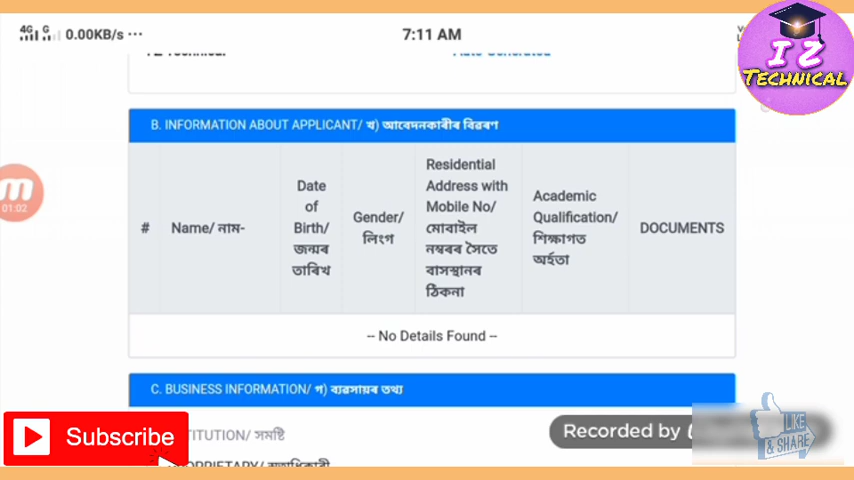 4G G 0.00KB/s ··· 7:11 AM
I Z
TECHNICAL
Auto Generated
B. INFORMATION ABOUT APPLICANT/ খ) আবেদনকাৰীৰ বিৱৰণ
#
Name/ নাম-
Date
of
Birth/
জন্মৰ
তাৰিখ
Gender/
লিংগ
Residential
Address with
Mobile No/
মোবাইল
নম্বৰৰ সৈতে
বাসস্থানৰ
ঠিকনা
Academic
Qualification/
শিক্ষাগত
অৰ্হতা
DOCUMENTS
01:02
-- No Details Found --
C. BUSINESS INFORMATION/ গ) ব্যৱসায়ৰ তথ্য
TITUTION/ সমষ্টি
Subscribe
Recorded by
LIKE
& SHARE